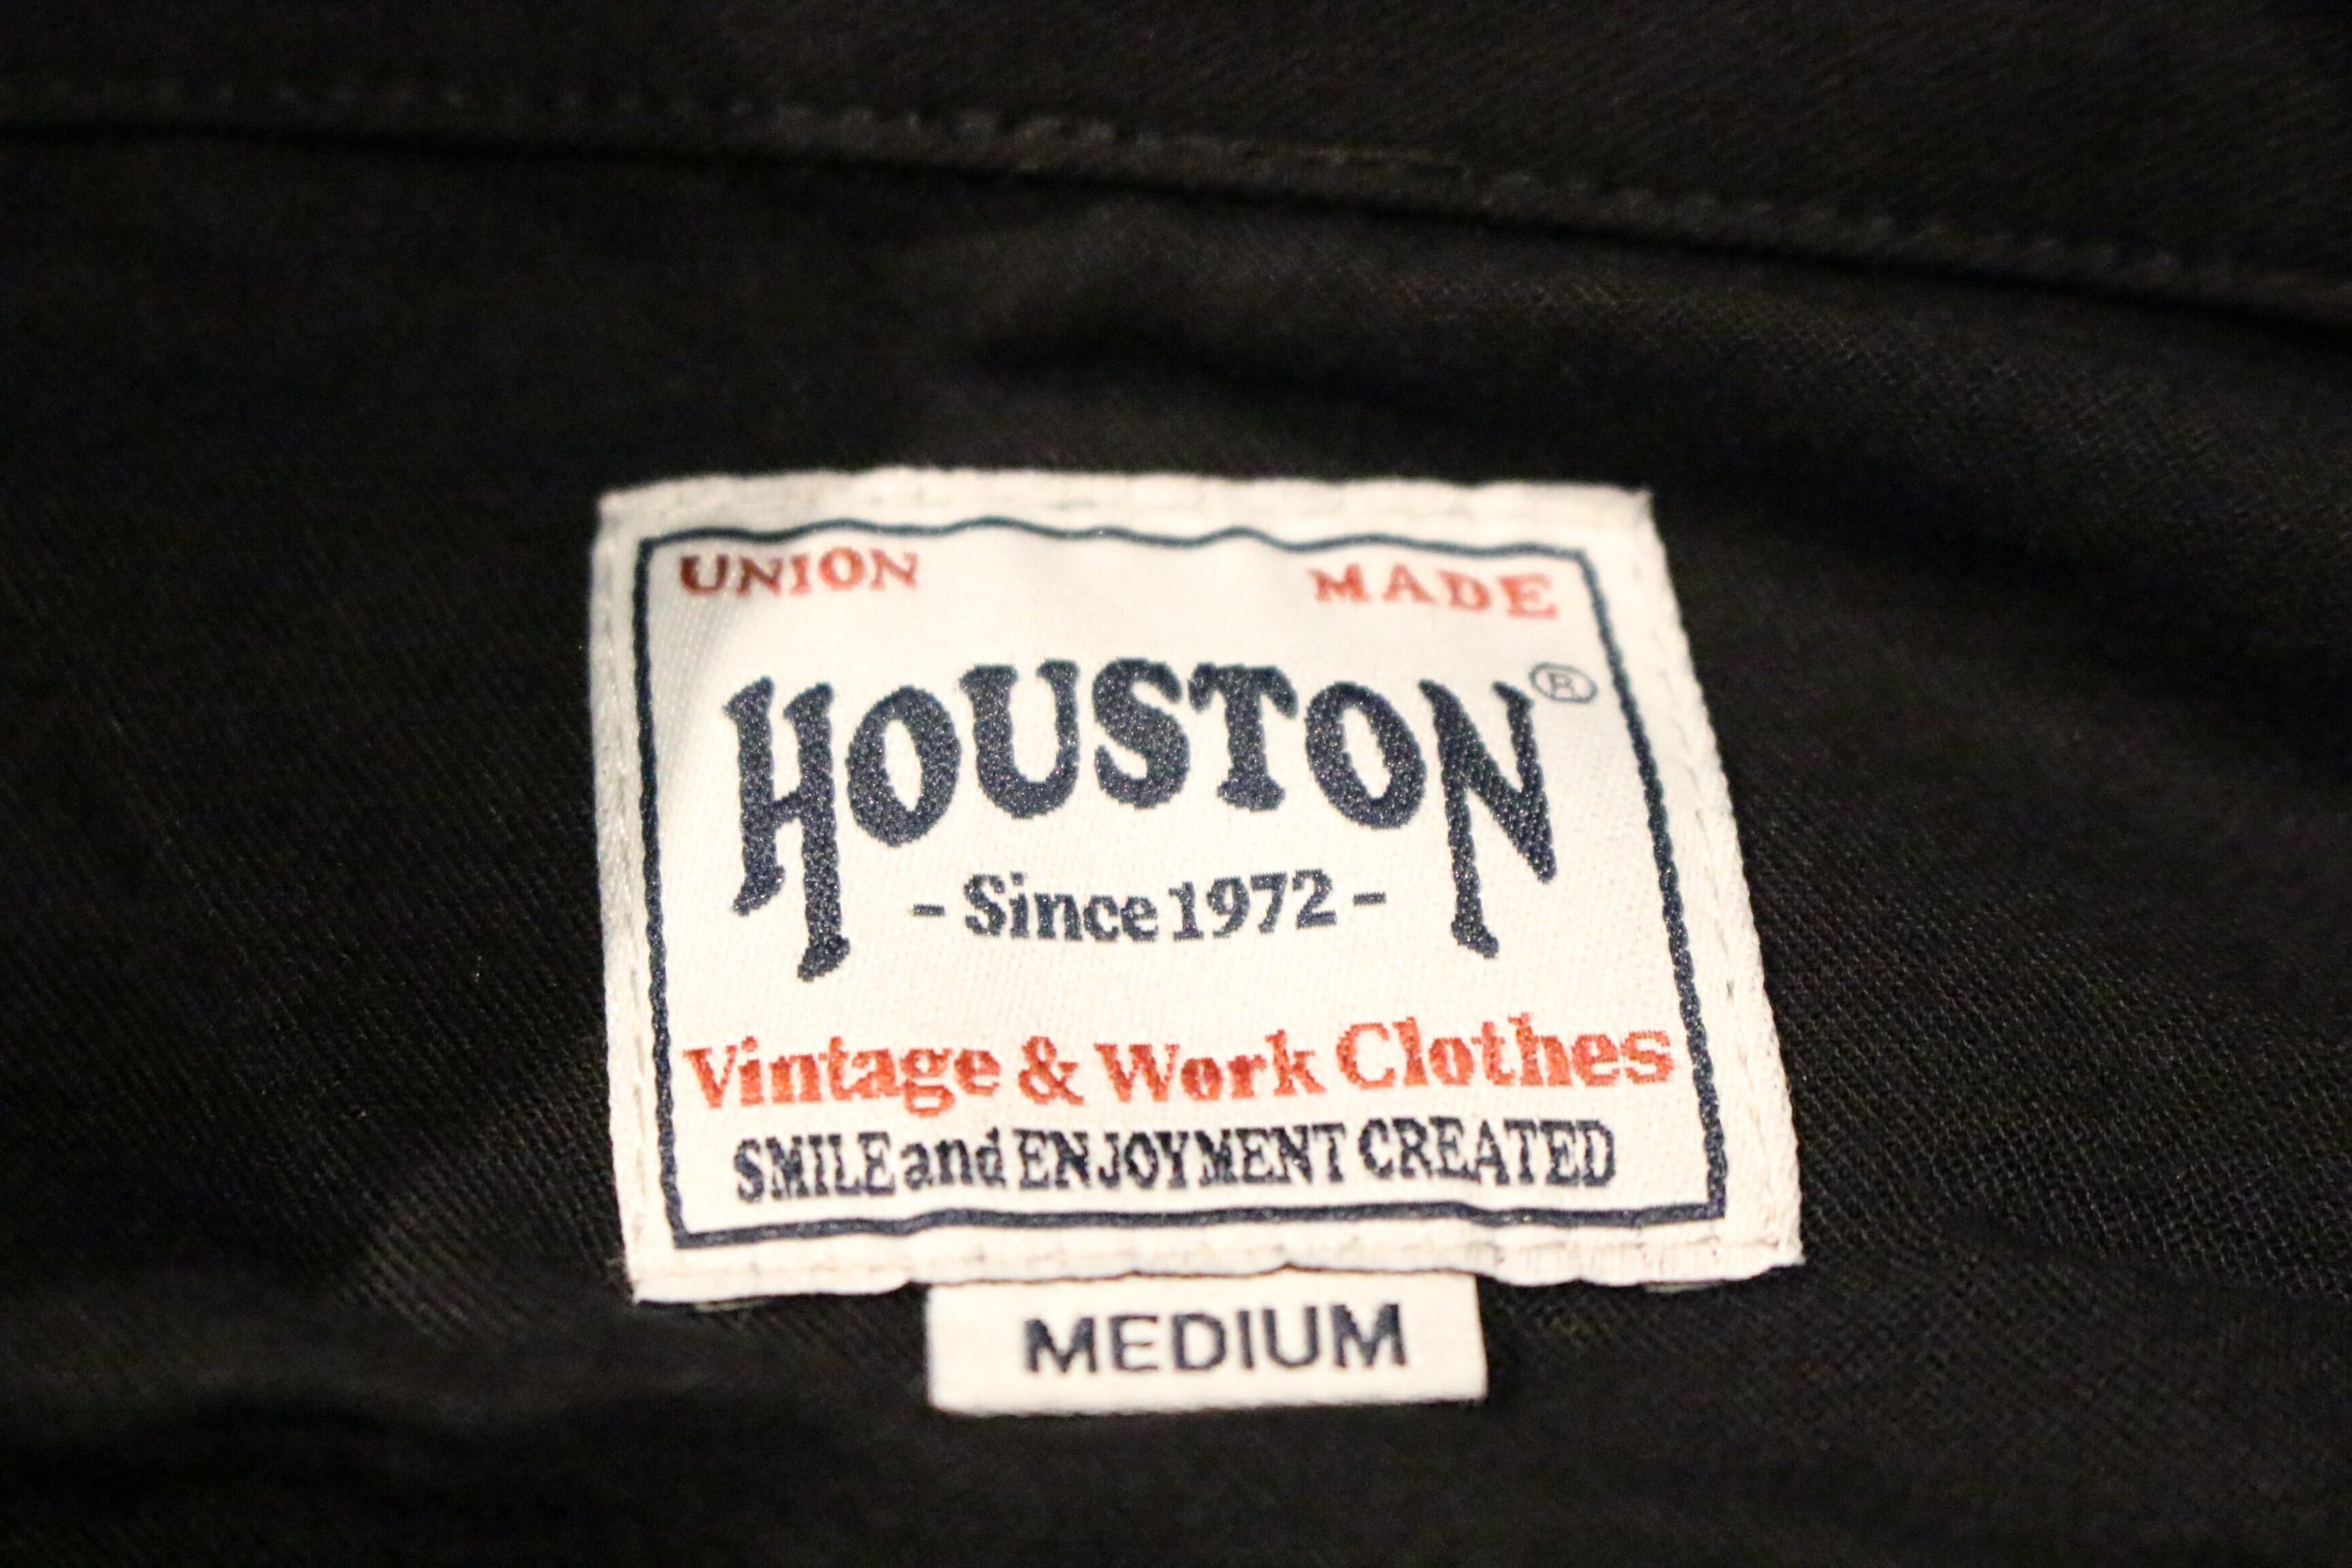 UNION MADE
HOUSTON®
- Since 1972 -
Vintage & Work Clothes
SMILE and ENJOYMENT CREATED
MEDIUM